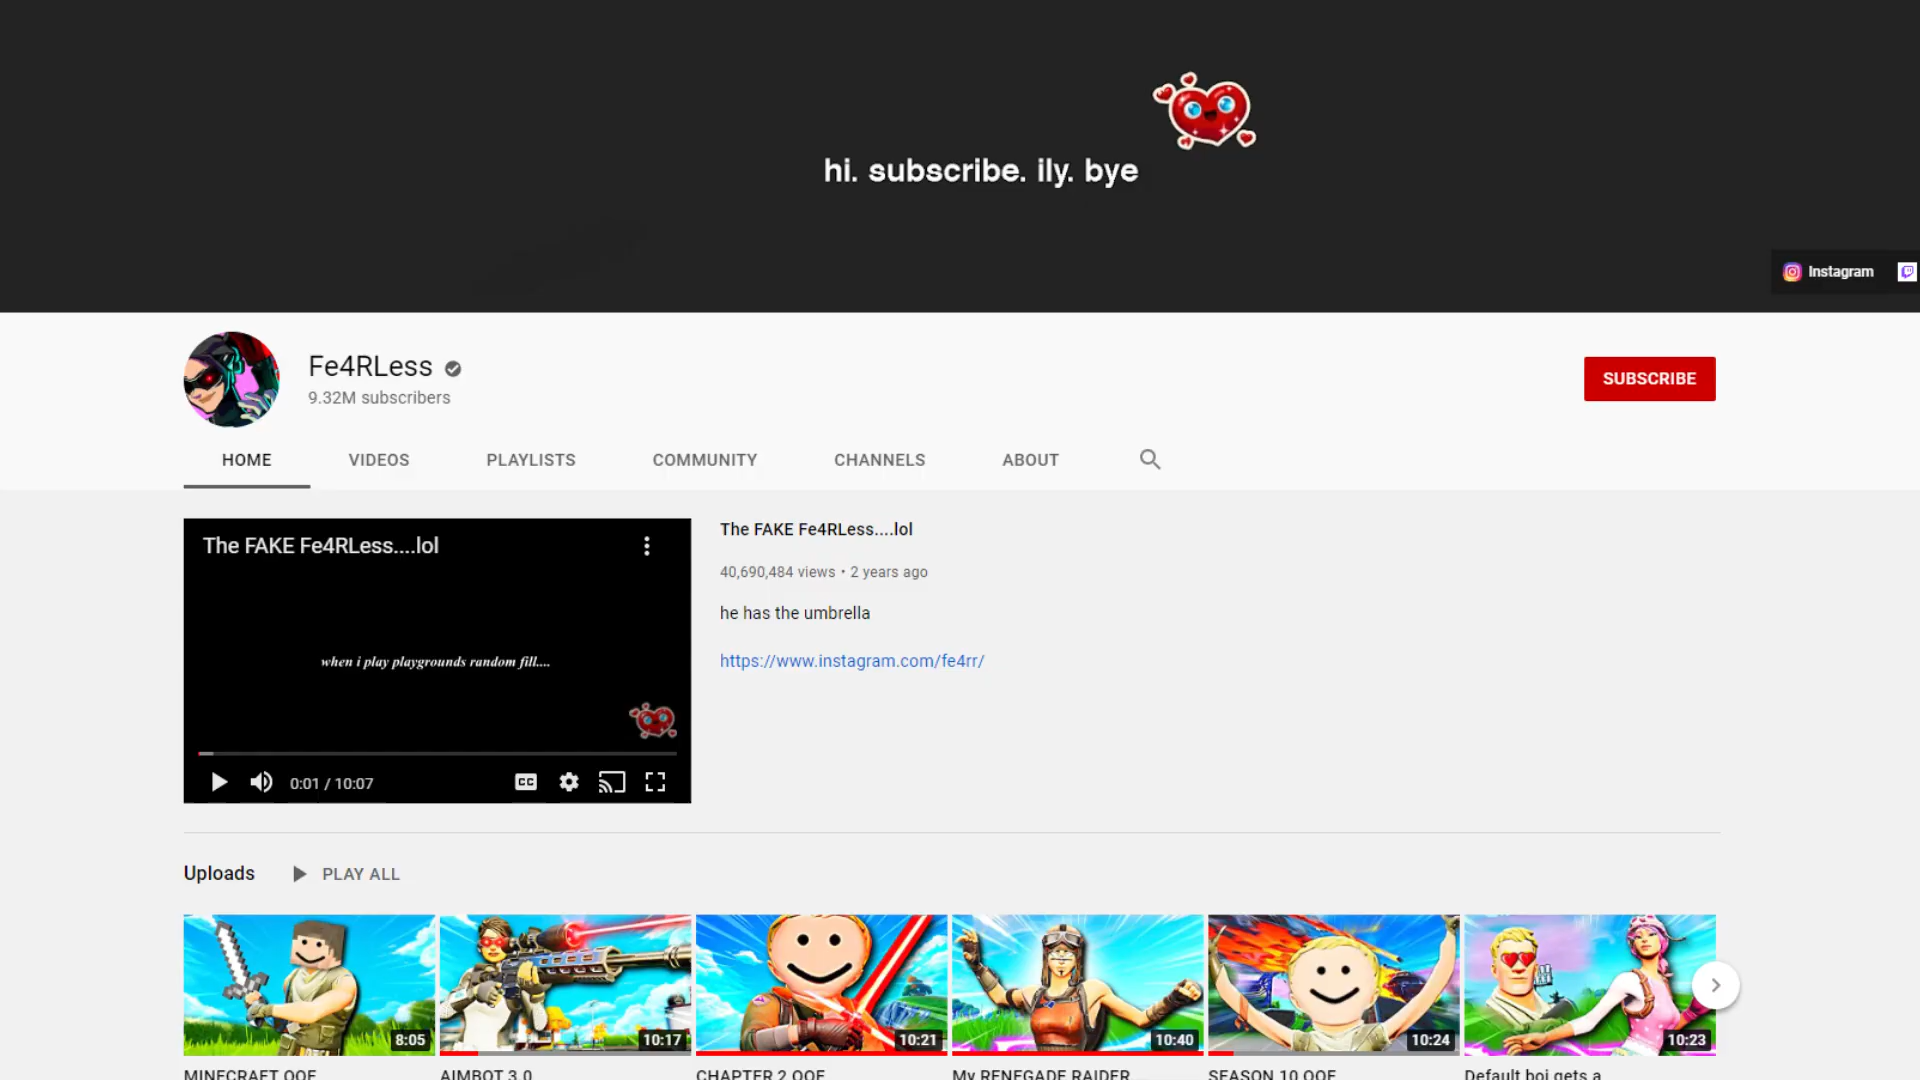 hi. subscribe. ily. bye
Instagram
Fe4RLess
9.32M subscribers
SUBSCRIBE
HOME VIDEOS PLAYLISTS COMMUNITY CHANNELS ABOUT
The FAKE Fe4RLess....lol
when i play playgrounds random fill....
0:01 / 10:07
CC
The FAKE Fe4RLess....lol
40,690,484 views • 2 years ago
he has the umbrella
https://www.instagram.com/fe4rr/
Uploads PLAY ALL
8:05 10:17 10:21 10:40 10:24 10:23
MINECRAFT OOF AIMBOT 3.0 CHAPTER 2 OOF My RENEGADE RAIDER SEASON 10 OOF Default boi gets a